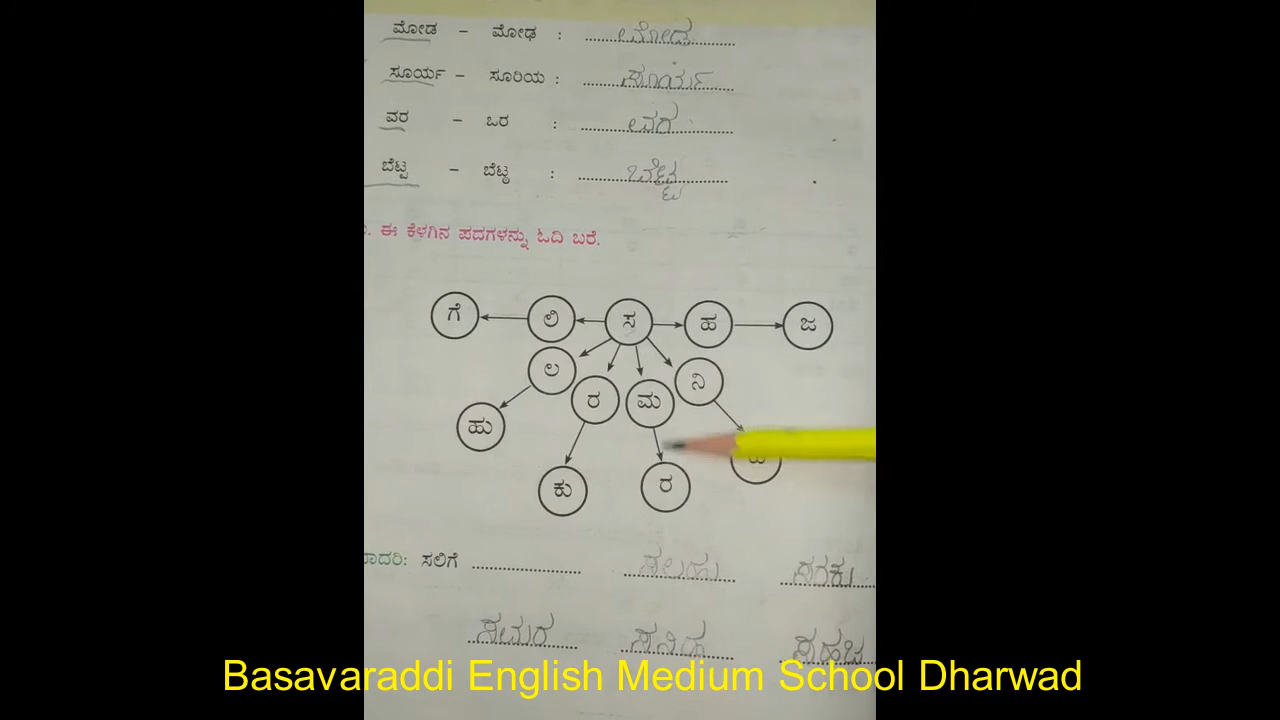 ಮೋಡ – ಮೋಢ : ಮೋಡ
ಸೂರ್ಯ – ಸೂರಿಯ : ಸೂರ್ಯ
ವರ – ಒರ : ವರ
ಬೆಟ್ಟ – ಬೆಟ್ಠ : ಬೆಟ್ಟ
ಈ ಕೆಳಗಿನ ಪದಗಳನ್ನು ಓದಿ ಬರೆ.
ಗೆ ಲಿ ಸ ಹ ಜ
ಲ ರ ಮ ನಿ
ಹು
ಕು ರ
ಸಲಿಗೆ ಸಲಹು ಸರಕು
ಸಮರ ಸನಿಹ ಸಹಜ
Basavaraddi English Medium School Dharwad